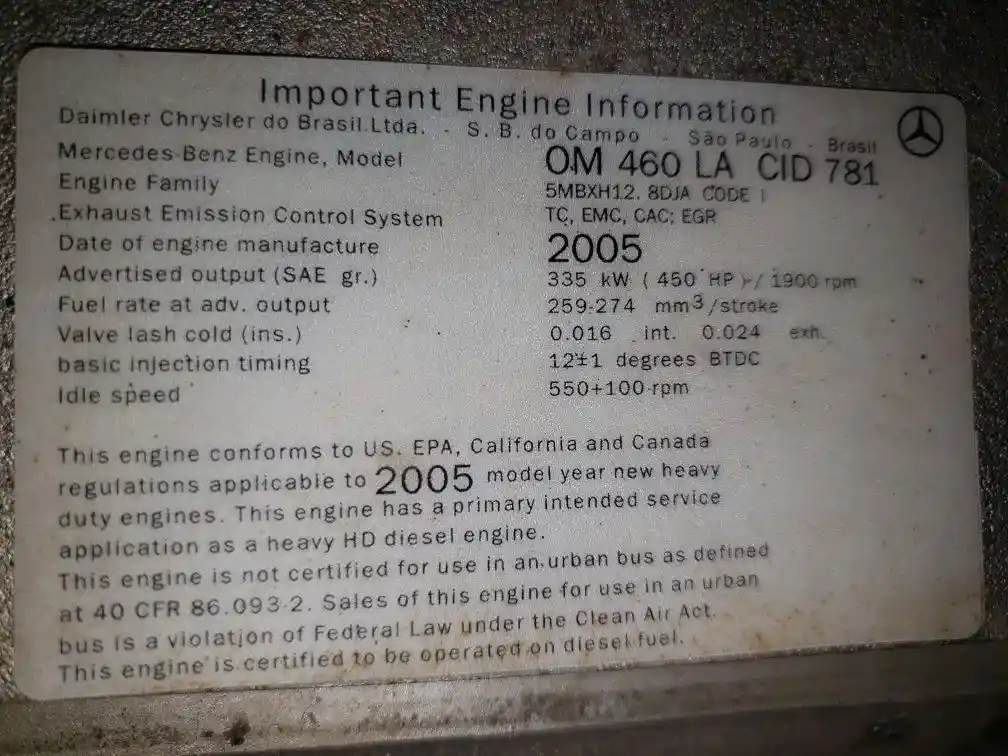 Important Engine Information
Daimler Chrysler do Brasil.Ltda. - S. B. do Campo - São Paulo - Brasil
Mercedes-Benz Engine, Model OM 460 LA CID 781
Engine Family 5MBXH12. 8DJA CODE
Exhaust Emission Control System TC, EMC, CAC; EGR
Date of engine manufacture 2005
Advertised output (SAE gr.) 335 kW ( 450 HP ) / 1900 rpm
Fuel rate at adv. output 259-274 mm³/stroke
Valve lash cold (ins.) 0.016 int. 0.024 exh.
basic injection timing 12±1 degrees BTDC
Idle speed 550+100 rpm
This engine conforms to US. EPA, California and Canada
regulations applicable to 2005 model year new heavy
duty engines. This engine has a primary intended service
application as a heavy HD diesel engine.
This engine is not certified for use in an urban bus as defined
at 40 CFR 86.093-2. Sales of this engine for use in an urban
bus is a violation of Federal Law under the Clean Air Act.
This engine is certified to be operated on diesel fuel.